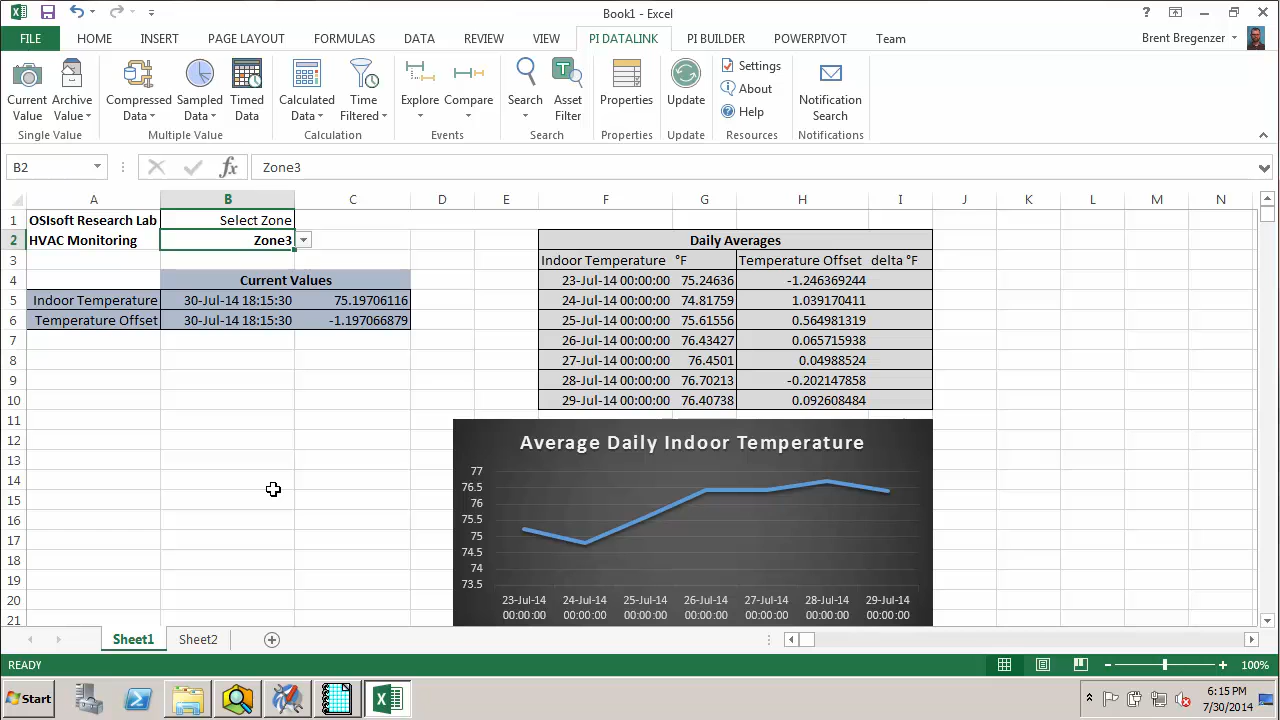 Book1 - Excel
FILE HOME INSERT PAGE LAYOUT FORMULAS DATA REVIEW VIEW PI DATALINK PI BUILDER POWERPIVOT Team Brent Bregenzer
Current Value
Archive Value
Single Value
Compressed Data
Sampled Data
Timed Data
Multiple Value
Calculated Data
Time Filtered
Calculation
Explore
Compare
Events
Search
Asset Filter
Search
Properties
Properties
Update
Update
Settings
About
Help
Resources
Notification Search
Notifications
B2 fx Zone3
A B C D E F G H I J K L M N
1 OSIsoft Research Lab Select Zone
2 HVAC Monitoring Zone3 Daily Averages
3 Indoor Temperature °F Temperature Offset delta °F
4 Current Values 23-Jul-14 00:00:00 75.24636 -1.246369244
5 Indoor Temperature 30-Jul-14 18:15:30 75.19706116 24-Jul-14 00:00:00 74.81759 1.039170411
6 Temperature Offset 30-Jul-14 18:15:30 -1.197066879 25-Jul-14 00:00:00 75.61556 0.564981319
7 26-Jul-14 00:00:00 76.43427 0.065715938
8 27-Jul-14 00:00:00 76.4501 0.04988524
9 28-Jul-14 00:00:00 76.70213 -0.202147858
10 29-Jul-14 00:00:00 76.40738 0.092608484
11
12
13
14
15
16
17
18
19
20
21
Average Daily Indoor Temperature
77
76.5
76
75.5
75
74.5
74
73.5
23-Jul-14 24-Jul-14 25-Jul-14 26-Jul-14 27-Jul-14 28-Jul-14 29-Jul-14
00:00:00 00:00:00 00:00:00 00:00:00 00:00:00 00:00:00 00:00:00
Sheet1 Sheet2
READY 100%
Start 6:15 PM
7/30/2014